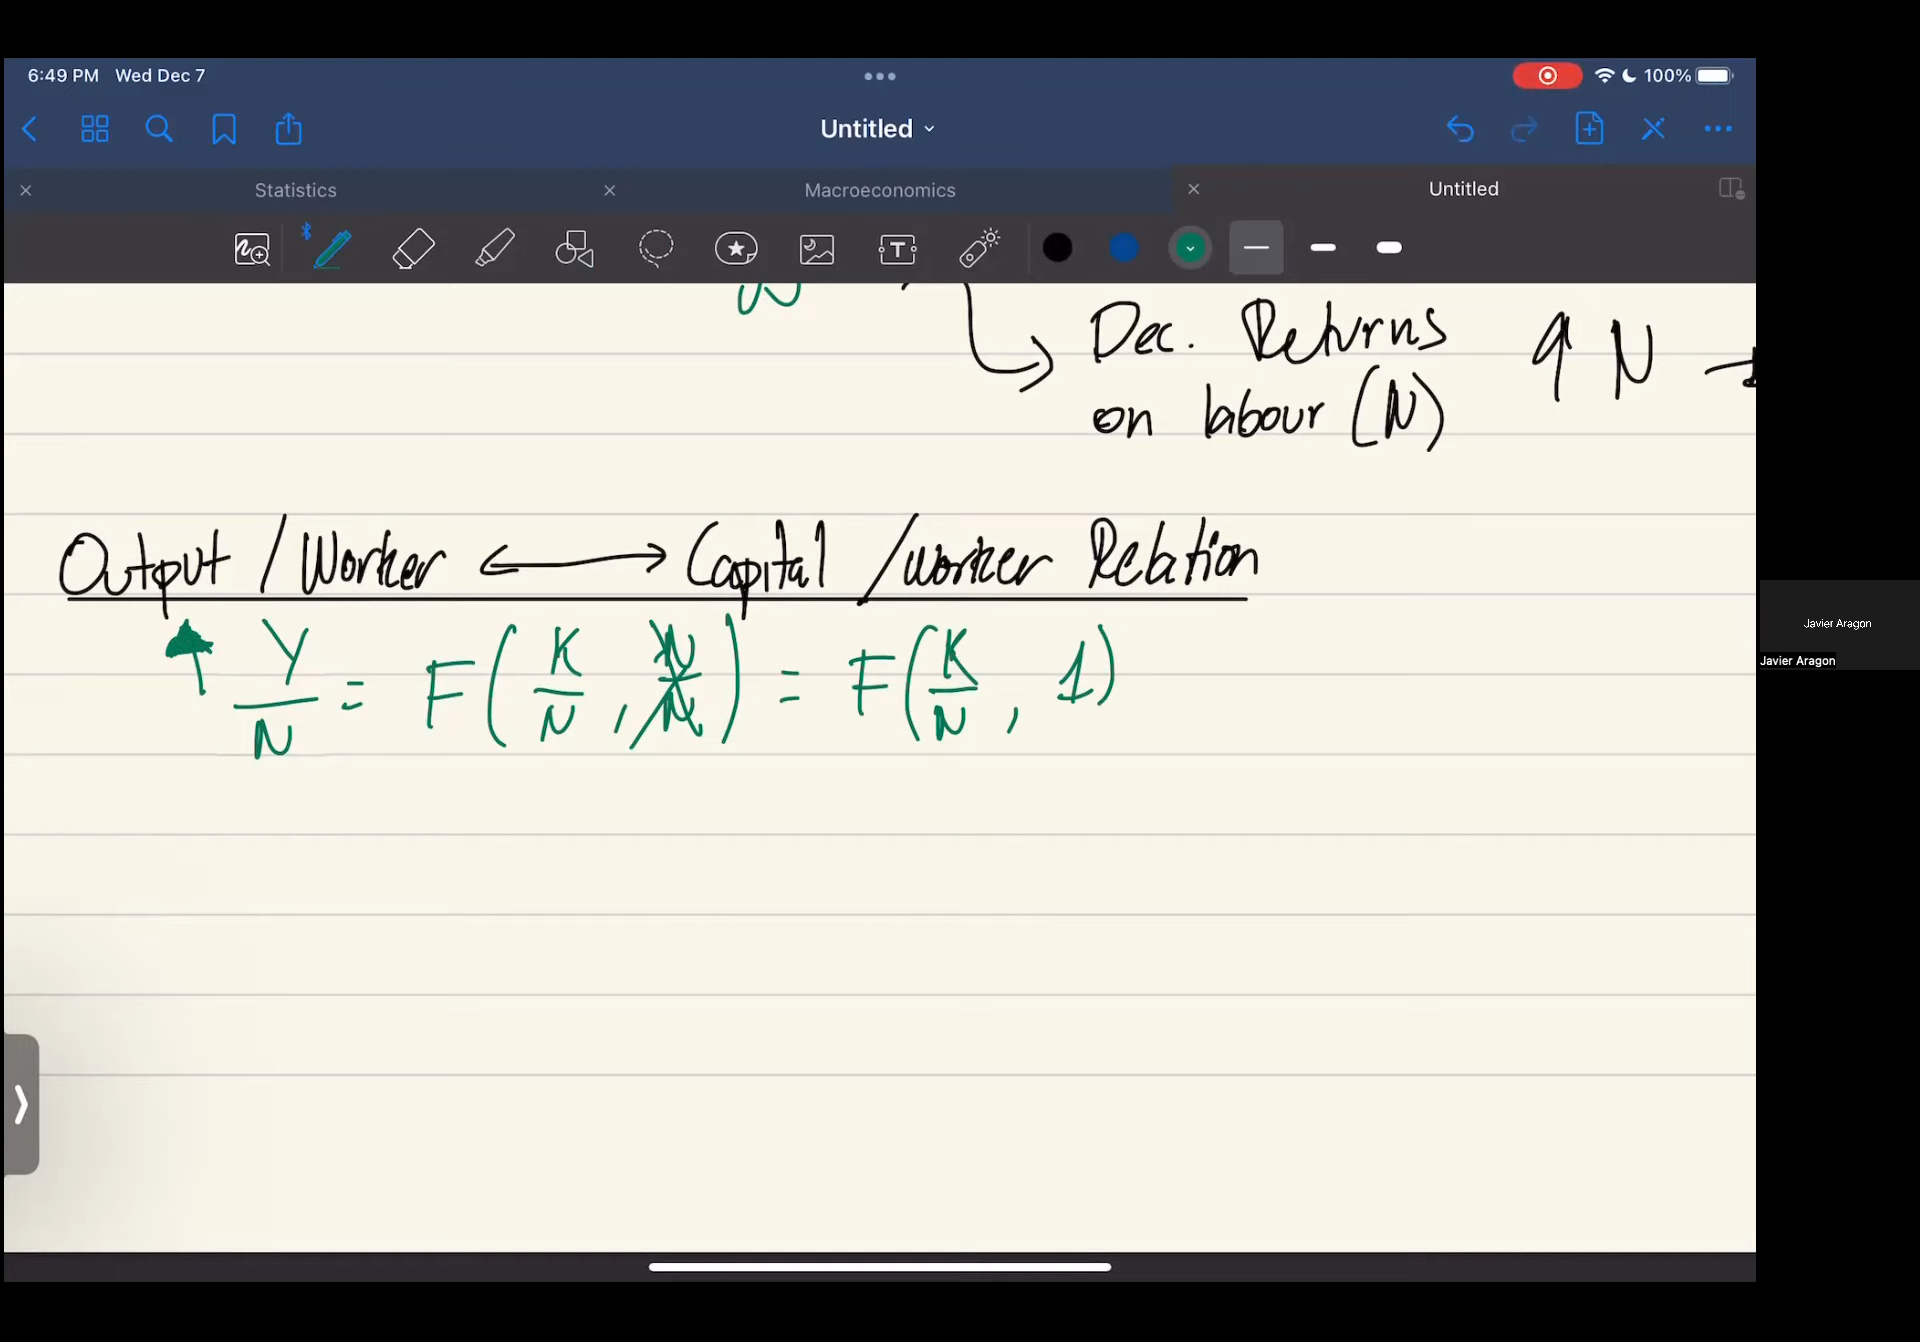 6:49 PM Wed Dec 7
100%
Untitled
Statistics
Macroeconomics
Untitled
T
N
Dec. Returns
on labour (N)
↑ N →
Output / Worker ⟷ Capital / worker Relation
↑ Y/N = F(K/N, N/N) = F(K/N, 1)
Javier Aragon
Javier Aragon